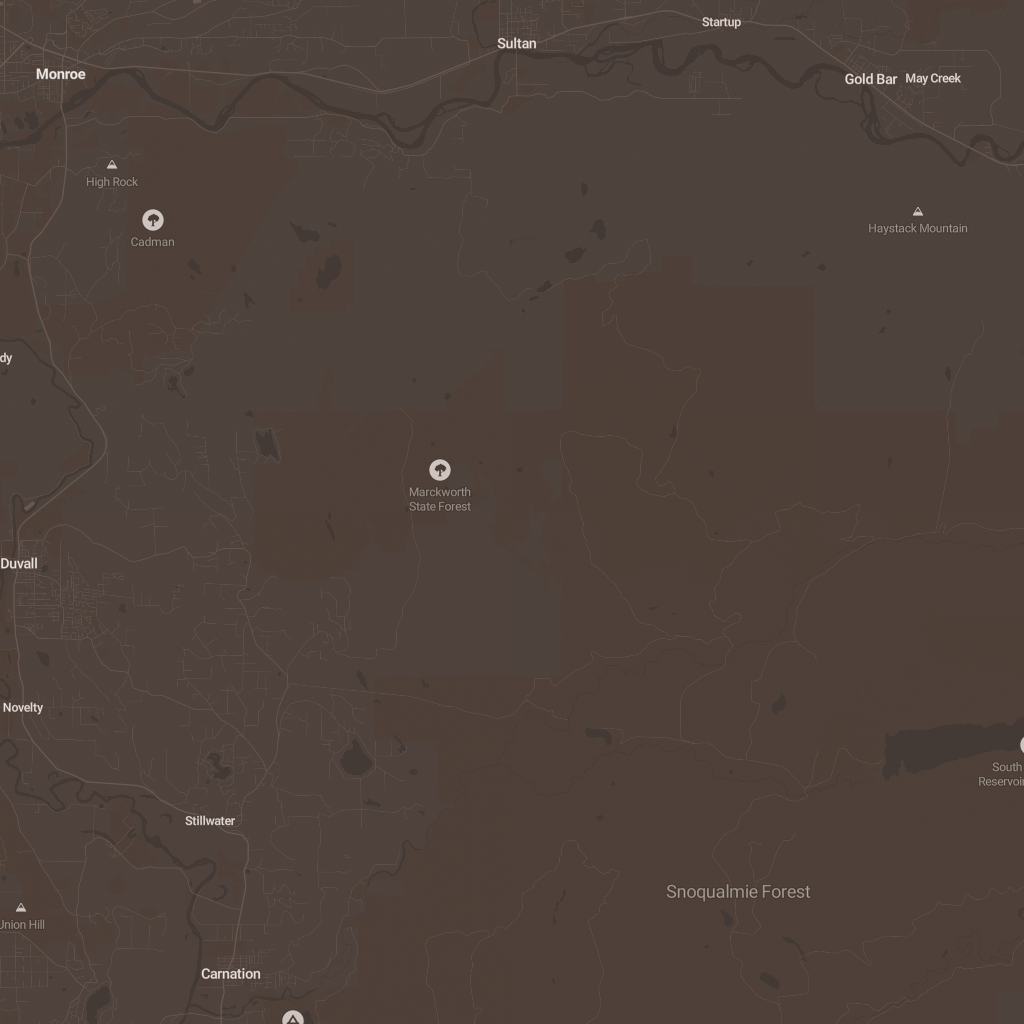 Startup
Sultan
Monroe
Gold Bar
May Creek
High Rock
Cadman
Haystack Mountain
dy
Marckworth
State Forest
Duvall
Novelty
South
Reservoir
Stillwater
Snoqualmie Forest
Union Hill
Carnation